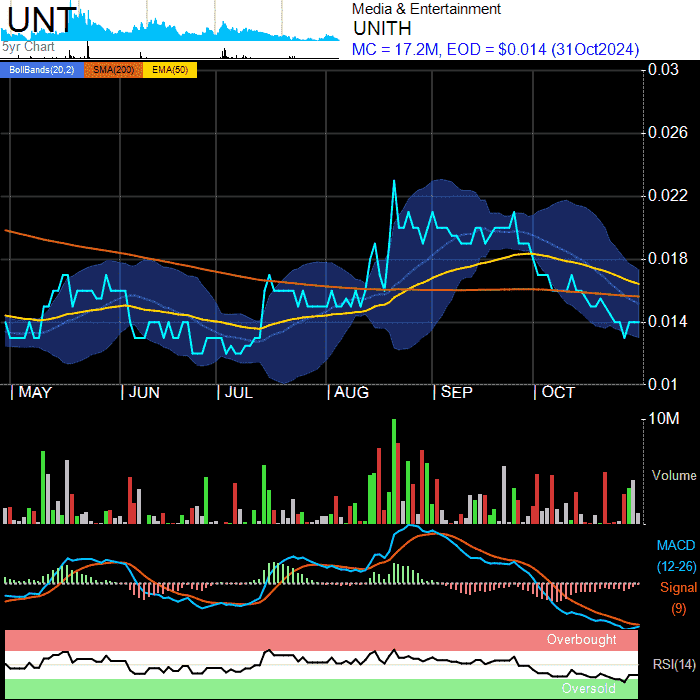 UNT
5yr Chart
Media & Entertainment
UNITH
MC = 17.2M, EOD = $0.014 (31Oct2024)
BollBands(20,2) SMA(200) EMA(50)
0.03
0.026
0.022
0.018
0.014
0.01
MAY JUN JUL AUG SEP OCT
10M
Volume
MACD
(12-26)
Signal
(9)
Overbought
RSI(14)
Oversold